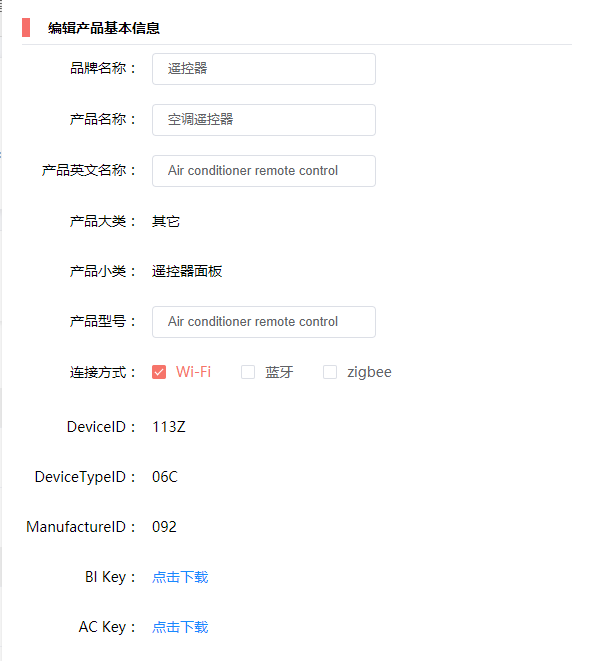 编辑产品基本信息
品牌名称： 遥控器
产品名称： 空调遥控器
产品英文名称： Air conditioner remote control
产品大类： 其它
产品小类： 遥控器面板
产品型号： Air conditioner remote control
连接方式： Wi-Fi 蓝牙 zigbee
DeviceID： 113Z
DeviceTypeID： 06C
ManufactureID： 092
BI Key： 点击下载
AC Key： 点击下载